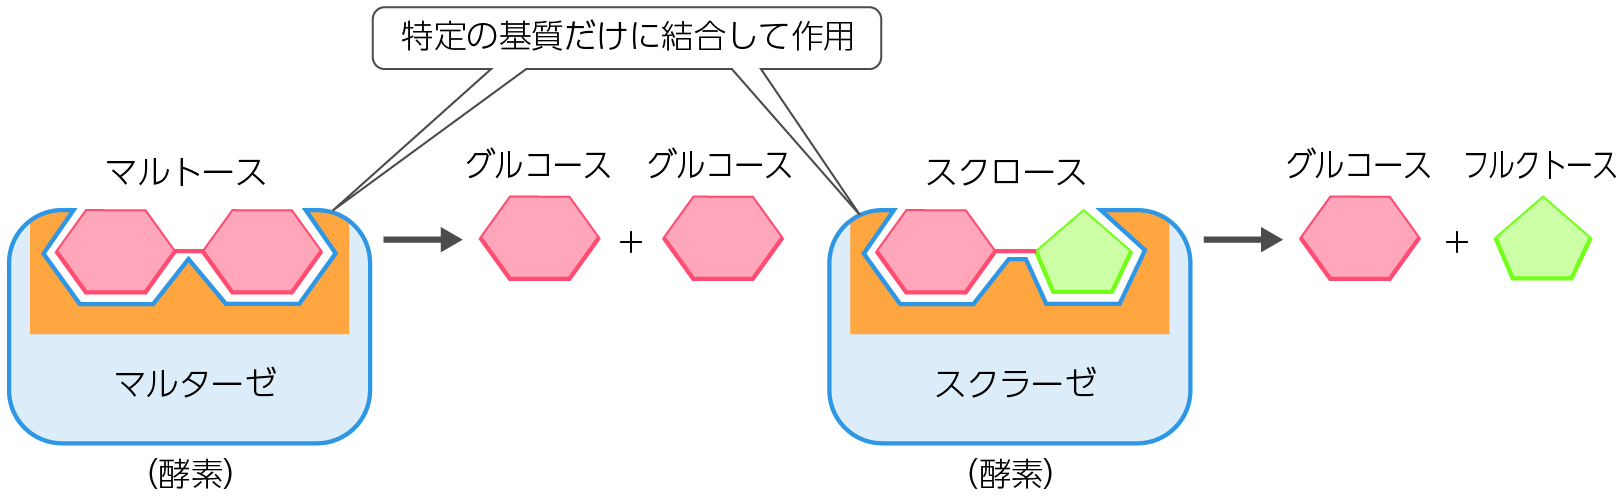 特定の基質だけに結合して作用
マルトース
グルコース
+
グルコース
マルターゼ
(酵素)
スクロース
グルコース
+
フルクトース
スクラーゼ
(酵素)